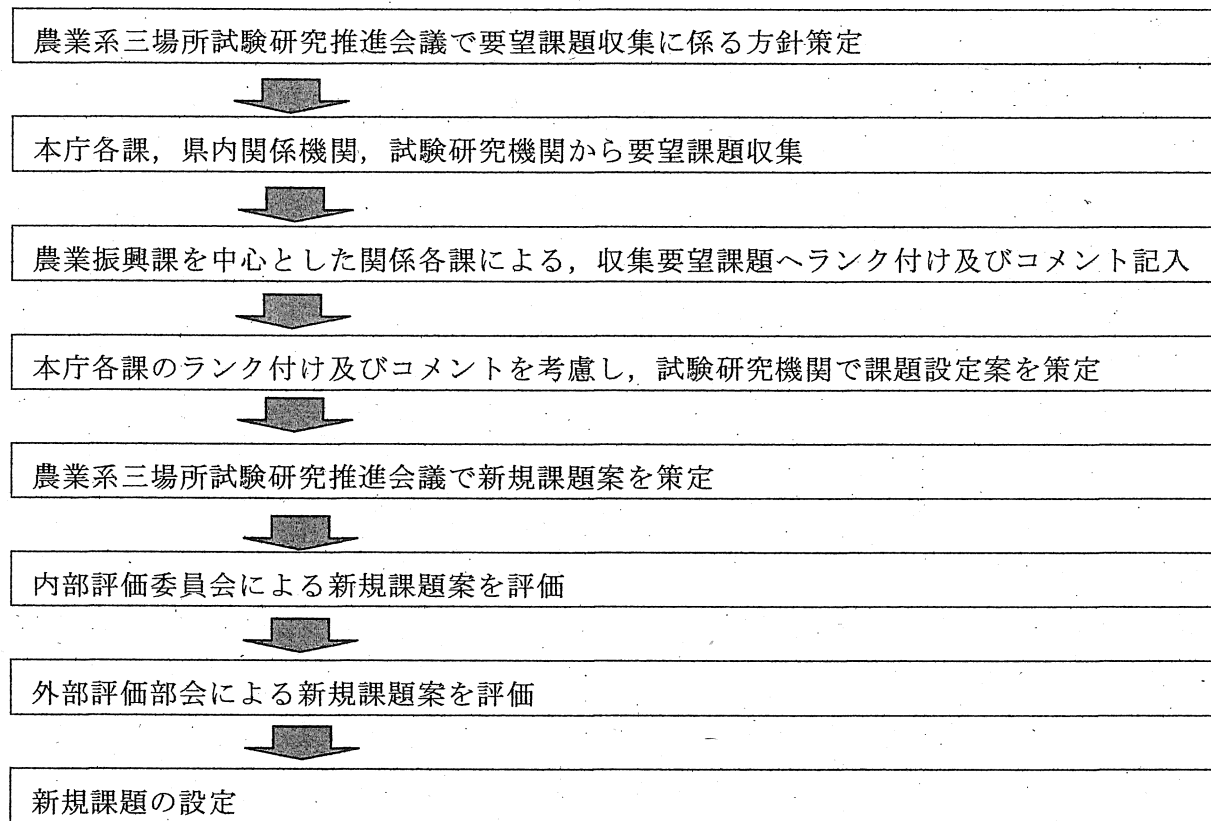 農業系三場所試験研究推進会議で要望課題収集に係る方針策定
本庁各課，県内関係機関，試験研究機関から要望課題収集
農業振興課を中心とした関係各課による，収集要望課題へランク付け及びコメント記入
本庁各課のランク付け及びコメントを考慮し，試験研究機関で課題設定案を策定
農業系三場所試験研究推進会議で新規課題案を策定
内部評価委員会による新規課題案を評価
外部評価部会による新規課題案を評価
新規課題の設定